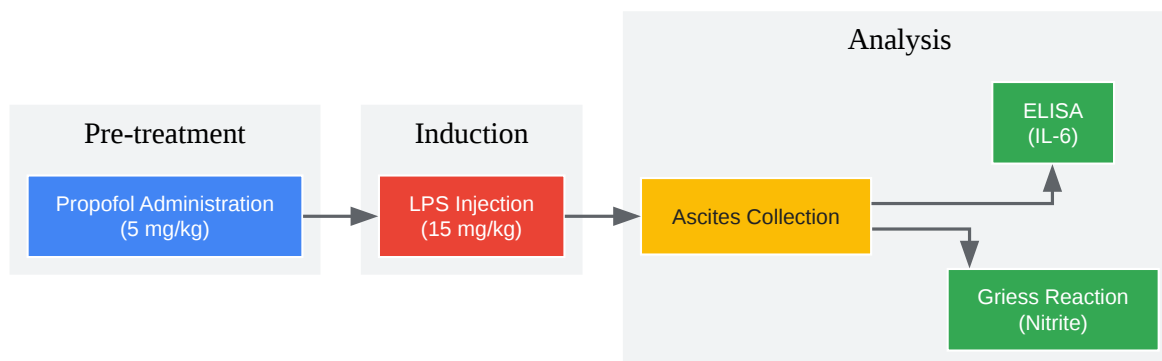 Pre-treatment
Propofol Administration
(5 mg/kg)
Induction
LPS Injection
(15 mg/kg)
Analysis
Ascites Collection
ELISA
(IL-6)
Griess Reaction
(Nitrite)